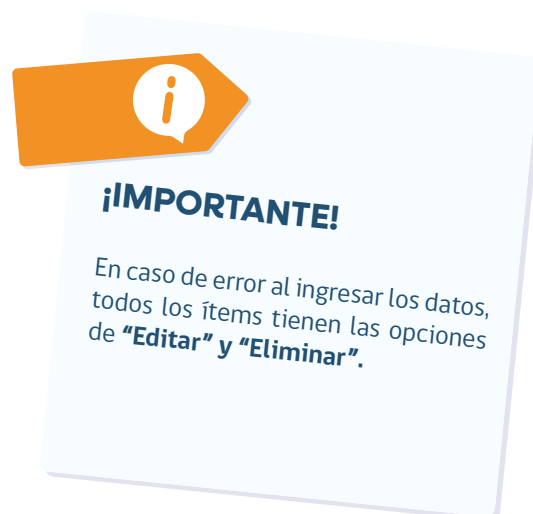 ¡IMPORTANTE!
En caso de error al ingresar los datos,
todos los ítems tienen las opciones
de “Editar” y “Eliminar”.